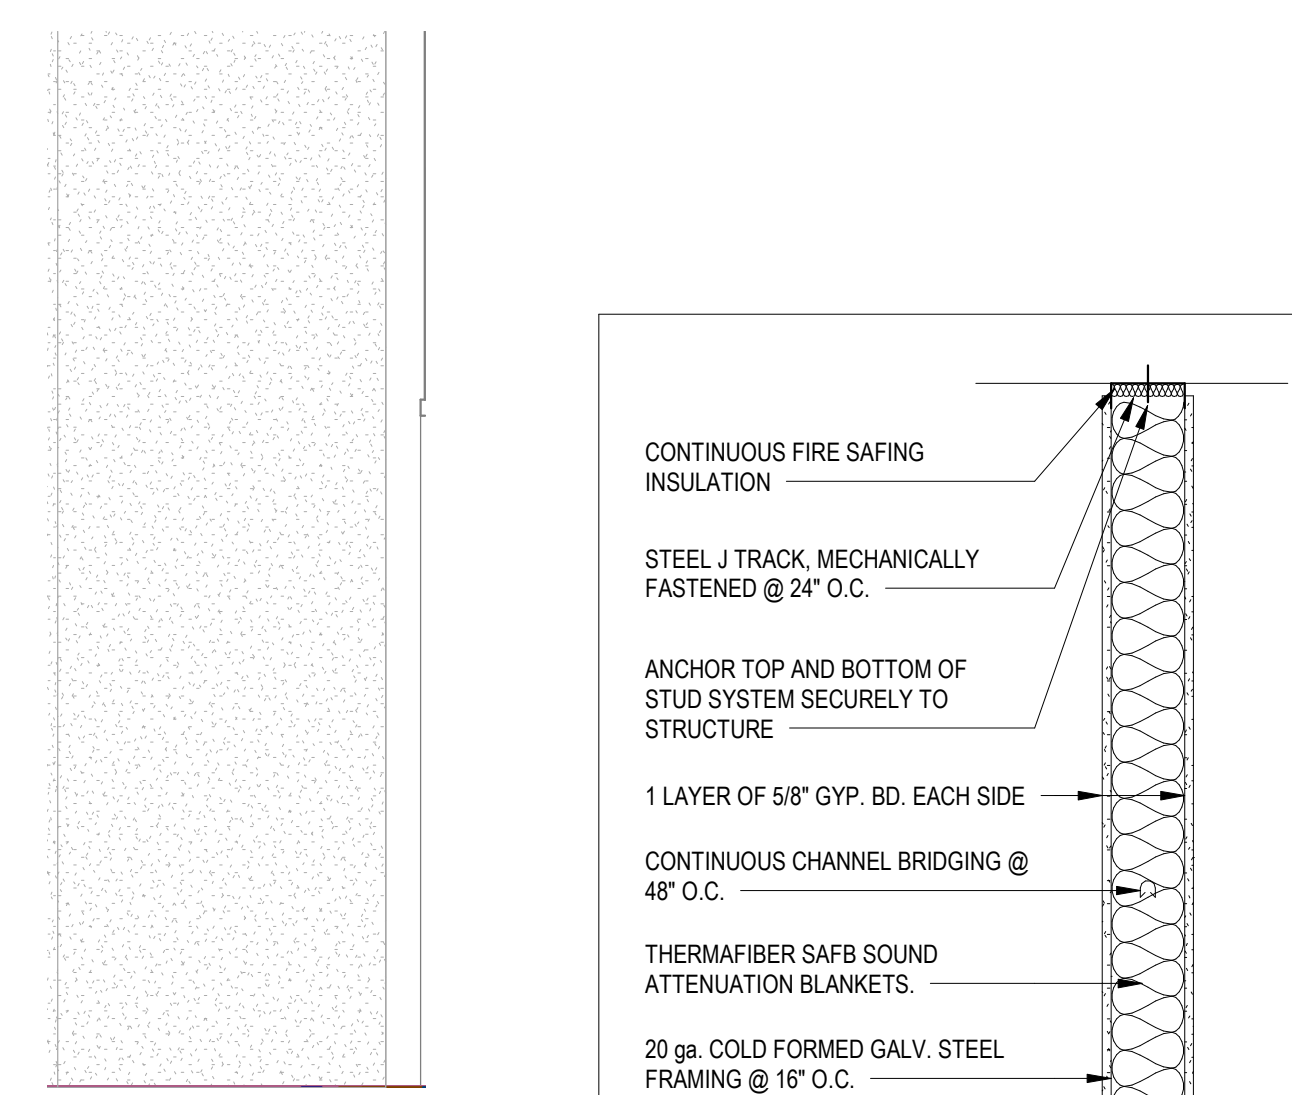 CONTINUOUS FIRE SAFING
INSULATION
STEEL J TRACK, MECHANICALLY
FASTENED @ 24" O.C.
ANCHOR TOP AND BOTTOM OF
STUD SYSTEM SECURELY TO
STRUCTURE
1 LAYER OF 5/8" GYP. BD. EACH SIDE
CONTINUOUS CHANNEL BRIDGING @
48" O.C.
THERMAFIBER SAFB SOUND
ATTENUATION BLANKETS.
20 ga. COLD FORMED GALV. STEEL
FRAMING @ 16" O.C.